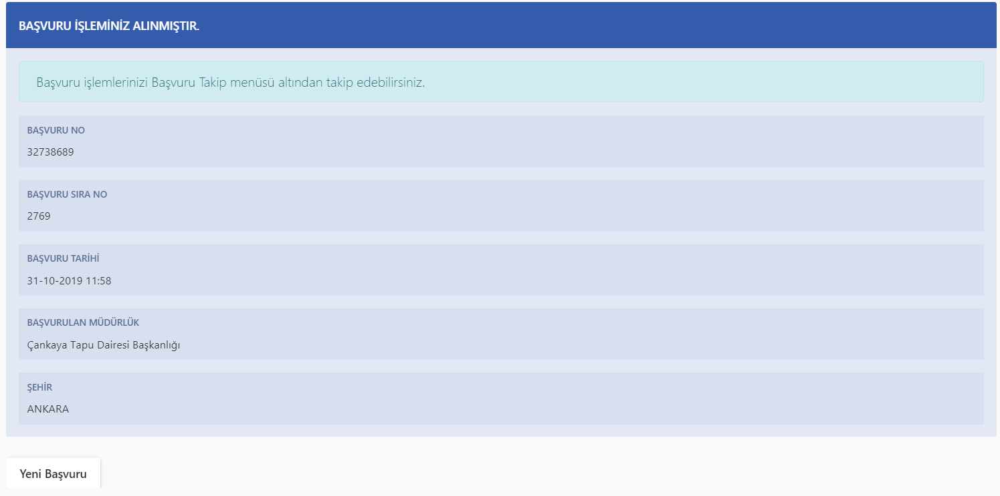 BAŞVURU İŞLEMİNİZ ALINMIŞTIR.
Başvuru işlemlerinizi Başvuru Takip menüsü altından takip edebilirsiniz.
BAŞVURU NO
32738689
BAŞVURU SIRA NO
2769
BAŞVURU TARİHİ
31-10-2019 11:58
BAŞVURULAN MÜDÜRLÜK
Çankaya Tapu Dairesi Başkanlığı
ŞEHİR
ANKARA
Yeni Başvuru